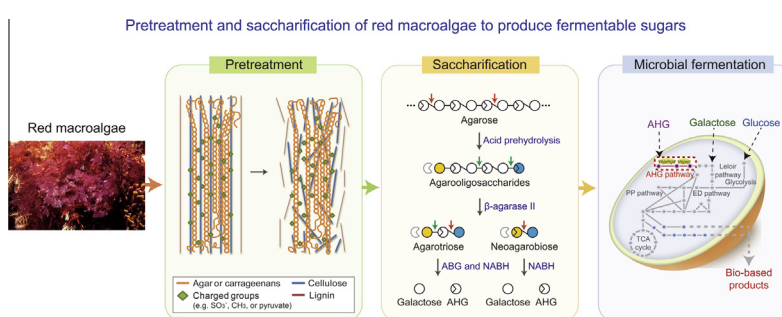 Pretreatment and saccharification of red macroalgae to produce fermentable sugars
Red macroalgae
Pretreatment
Agar or carrageenans
Cellulose
Charged groups
Lignin
(e.g. SO₃⁻, CH₃, or pyruvate)
Saccharification
Agarose
Acid prehydrolysis
Agarooligosaccharides
β-agarase II
Agarotriose
Neoagarobiose
ABG and NABH
NABH
Galactose AHG
Galactose AHG
Microbial fermentation
AHG
Galactose
Glucose
AHG pathway
Leloir
pathway
Glycolysis
PP pathway
ED pathway
TCA
cycle
Bio-based
products